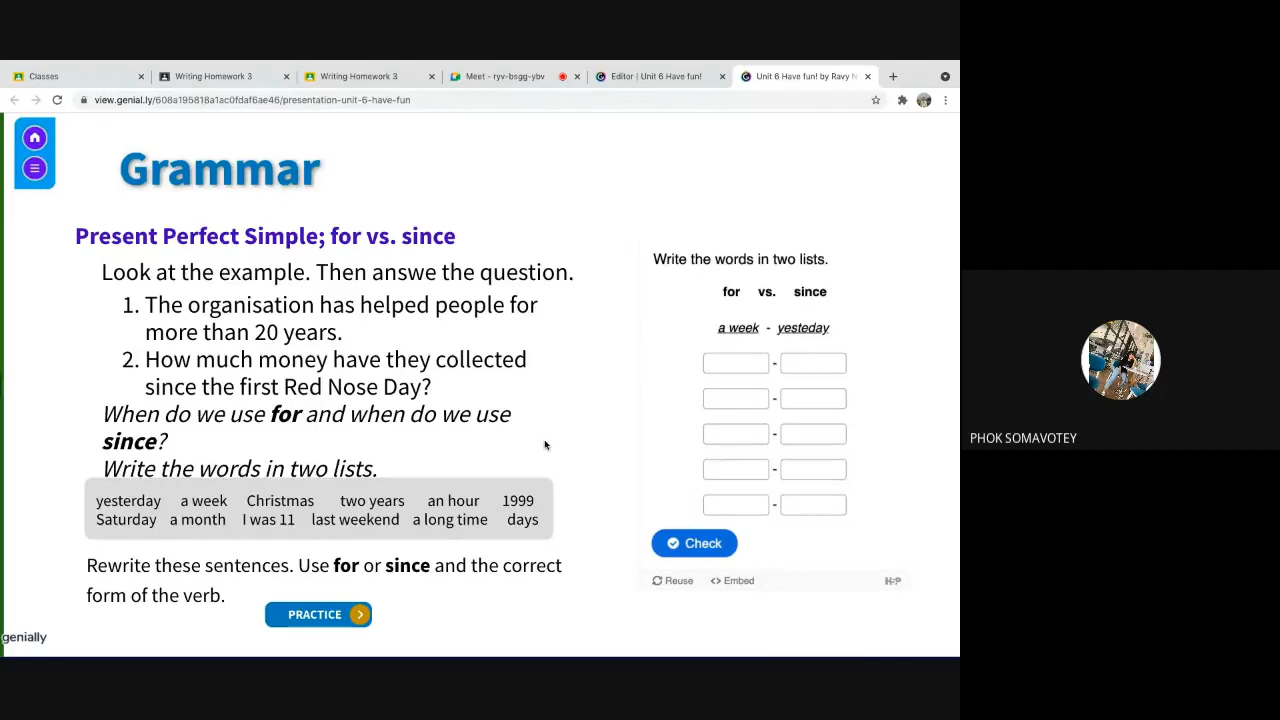 Classes
Writing Homework 3
Writing Homework 3
Meet - ryv-bsgg-ybv
Editor | Unit 6 Have fun!
Unit 6 Have fun! by Ravy N
view.genial.ly/608a195818a1ac0fdaf6ae46/presentation-unit-6-have-fun
Grammar
Present Perfect Simple; for vs. since
Look at the example. Then answe the question.
1. The organisation has helped people for
more than 20 years.
2. How much money have they collected
since the first Red Nose Day?
When do we use for and when do we use
since?
Write the words in two lists.
yesterday a week Christmas two years an hour 1999
Saturday a month I was 11 last weekend a long time days
Rewrite these sentences. Use for or since and the correct
form of the verb.
PRACTICE
genially
Write the words in two lists.
for vs. since
a week - yesteday
-
-
-
-
-
Check
Reuse Embed H5P
PHOK SOMAVOTEY